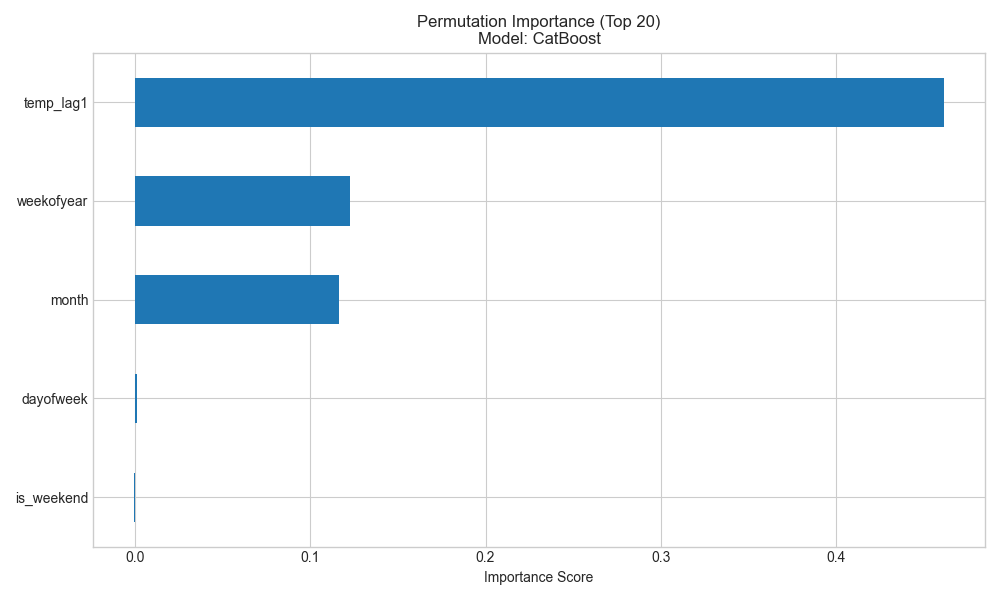 Permutation Importance (Top 20)
Model: CatBoost
temp_lag1
weekofyear
month
dayofweek
is_weekend
0.0 0.1 0.2 0.3 0.4
Importance Score